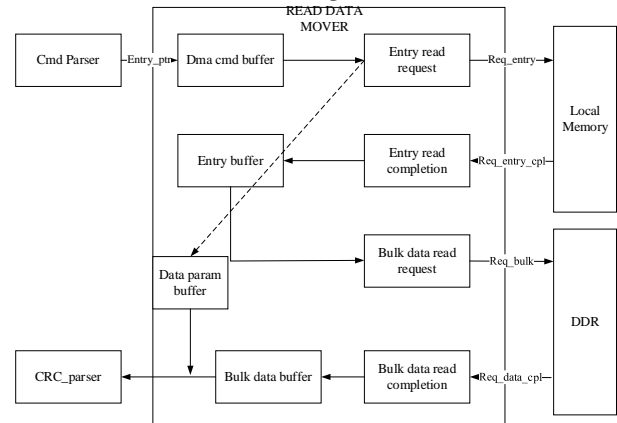 READ DATA
MOVER
Cmd Parser
Entry_ptr
Dma cmd buffer
Entry read
request
Req_entry
Local
Memory
Entry buffer
Entry read
completion
Req_entry_cpl
Bulk data read
request
Req_bulk
Data param
buffer
DDR
CRC_parser
Bulk data buffer
Bulk data read
completion
Req_data_cpl